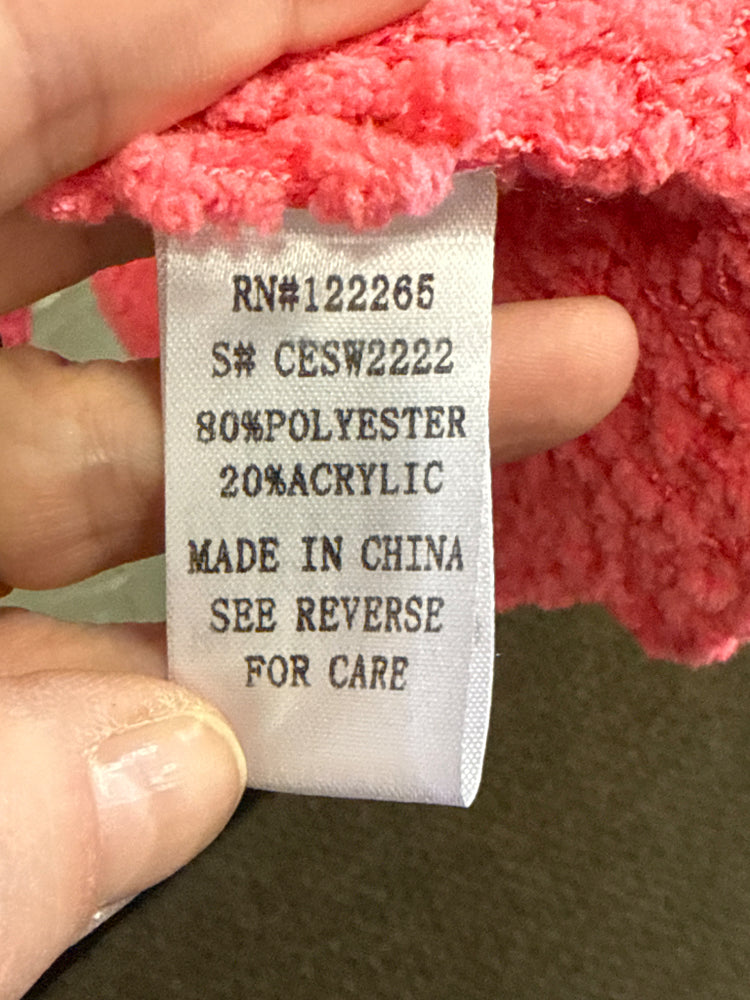 RN#122265
S# CESW2222
80%POLYESTER
20%ACRYLIC
MADE IN CHINA
SEE REVERSE
FOR CARE